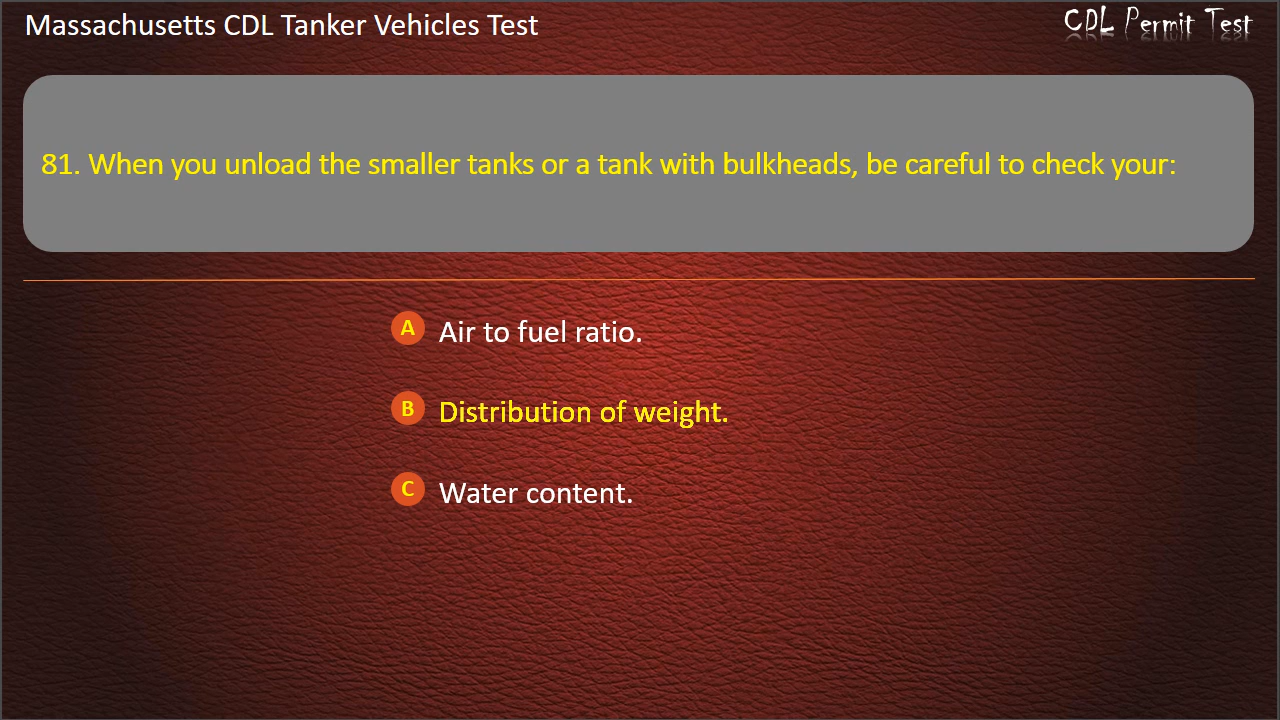 Massachusetts CDL Tanker Vehicles Test
CDL Permit Test
81. When you unload the smaller tanks or a tank with bulkheads, be careful to check your:
A Air to fuel ratio.
B Distribution of weight.
C Water content.